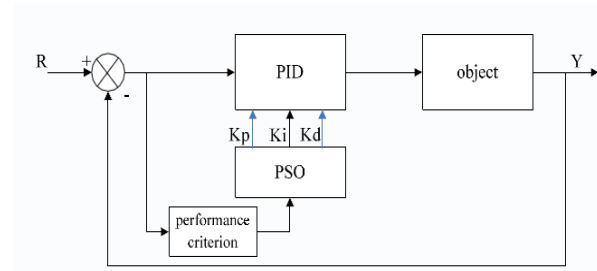 R
+
-
PID
object
Y
Kp Ki Kd
PSO
performance
criterion